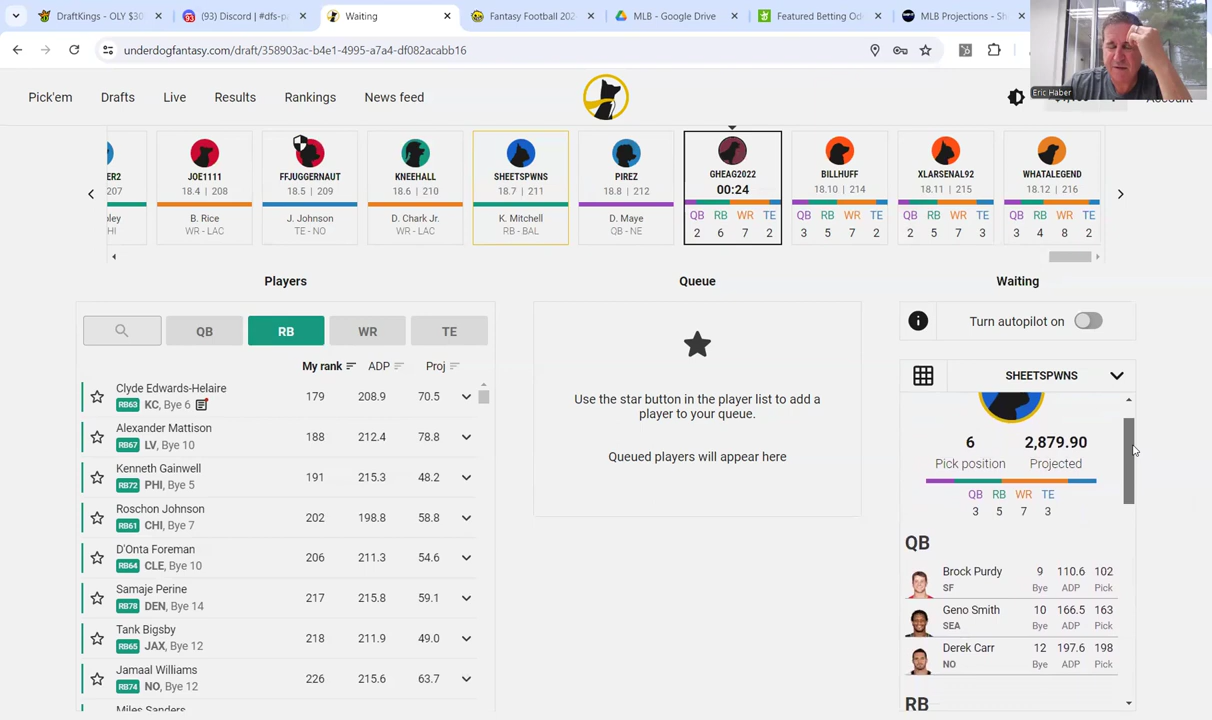 DraftKings - OLY $30
(93) Discord | #dfs-p
Waiting
Fantasy Football 202
MLB - Google Drive
Featured Betting Od
MLB Projections - Sh
underdogfantasy.com/draft/358903ac-b4e1-4995-a7a4-df082acabb16
Eric Haber
Pick'em Drafts Live Results Rankings News feed
Account
207
JOE1111
18.4 | 208
B. Rice
WR - LAC
FFJUGGERNAUT
18.5 | 209
J. Johnson
TE - NO
KNEEHALL
18.6 | 210
D. Chark Jr.
WR - LAC
SHEETSPWNS
18.7 | 211
K. Mitchell
RB - BAL
PIREZ
18.8 | 212
D. Maye
QB - NE
GHEAG2022
00:24
QB RB WR TE
2 6 7 2
BILLHUFF
18.10 | 214
QB RB WR TE
3 5 7 2
XLARSENAL92
18.11 | 215
QB RB WR TE
2 5 7 3
WHATALEGEND
18.12 | 216
QB RB WR TE
3 4 8 2
Players
QB RB WR TE
My rank ADP Proj
Clyde Edwards-Helaire
RB63 KC, Bye 6
179 208.9 70.5
Alexander Mattison
RB67 LV, Bye 10
188 212.4 78.8
Kenneth Gainwell
RB72 PHI, Bye 5
191 215.3 48.2
Roschon Johnson
RB61 CHI, Bye 7
202 198.8 58.8
D'Onta Foreman
RB64 CLE, Bye 10
206 211.3 54.6
Samaje Perine
RB78 DEN, Bye 14
217 215.8 59.1
Tank Bigsby
RB65 JAX, Bye 12
218 211.9 49.0
Jamaal Williams
RB74 NO, Bye 12
226 215.6 63.7
Miles Sanders
Queue
Use the star button in the player list to add a
player to your queue.
Queued players will appear here
Waiting
Turn autopilot on
SHEETSPWNS
6 2,879.90
Pick position Projected
QB RB WR TE
3 5 7 3
QB
Brock Purdy 9 110.6 102
SF Bye ADP Pick
Geno Smith 10 166.5 163
SEA Bye ADP Pick
Derek Carr 12 197.6 198
NO Bye ADP Pick
RB